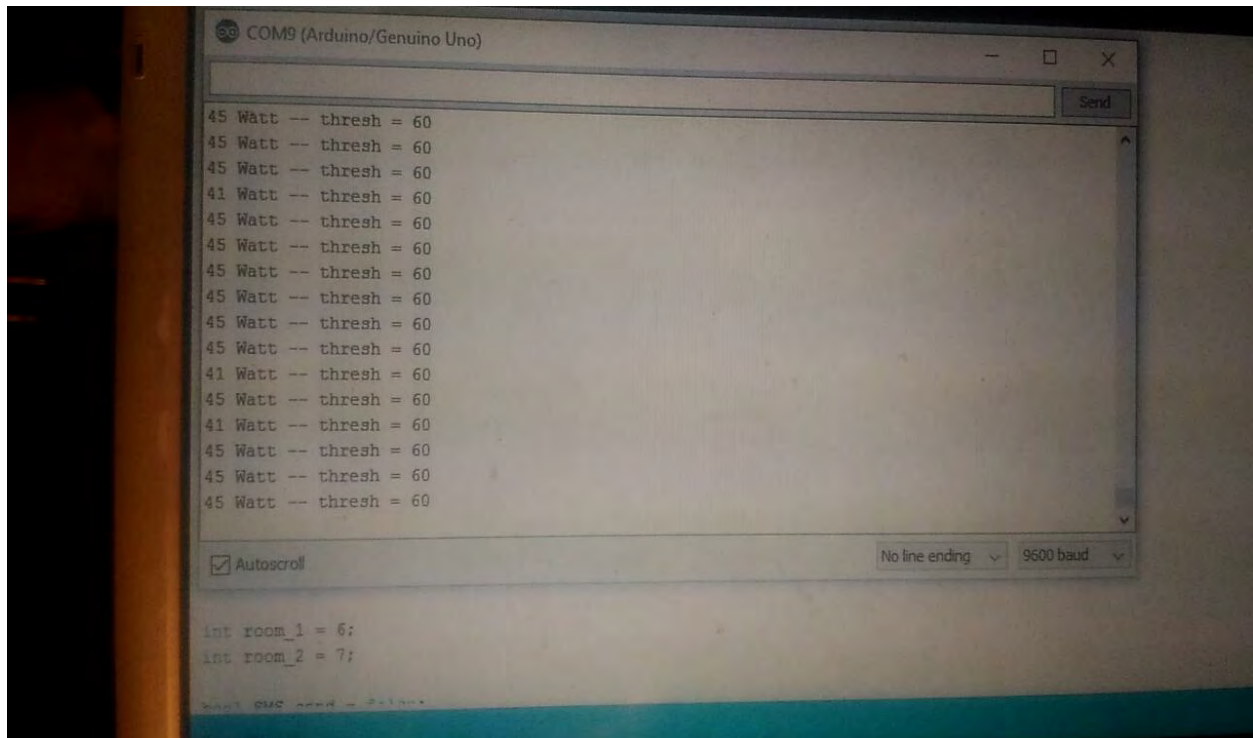 COM9 (Arduino/Genuino Uno)
Send
45 Watt -- thresh = 60
45 Watt -- thresh = 60
45 Watt -- thresh = 60
41 Watt -- thresh = 60
45 Watt -- thresh = 60
45 Watt -- thresh = 60
45 Watt -- thresh = 60
45 Watt -- thresh = 60
45 Watt -- thresh = 60
45 Watt -- thresh = 60
41 Watt -- thresh = 60
45 Watt -- thresh = 60
41 Watt -- thresh = 60
45 Watt -- thresh = 60
45 Watt -- thresh = 60
45 Watt -- thresh = 60
Autoscroll
No line ending
9600 baud
int room_1 = 6;
int room_2 = 7;